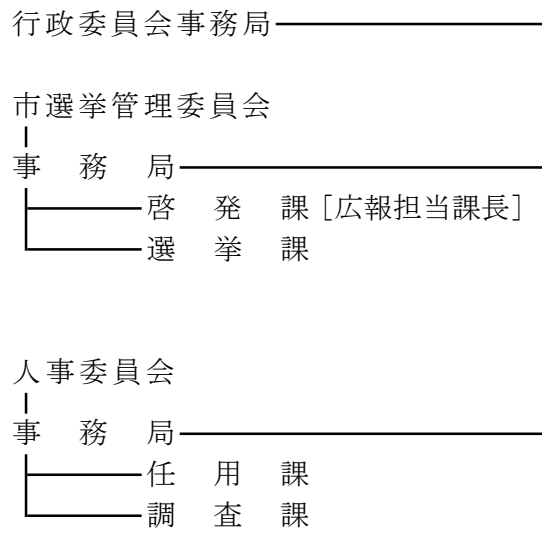 行政委員会事務局
市選挙管理委員会
事務局
啓発課［広報担当課長］
選挙課
人事委員会
事務局
任用課
調査課